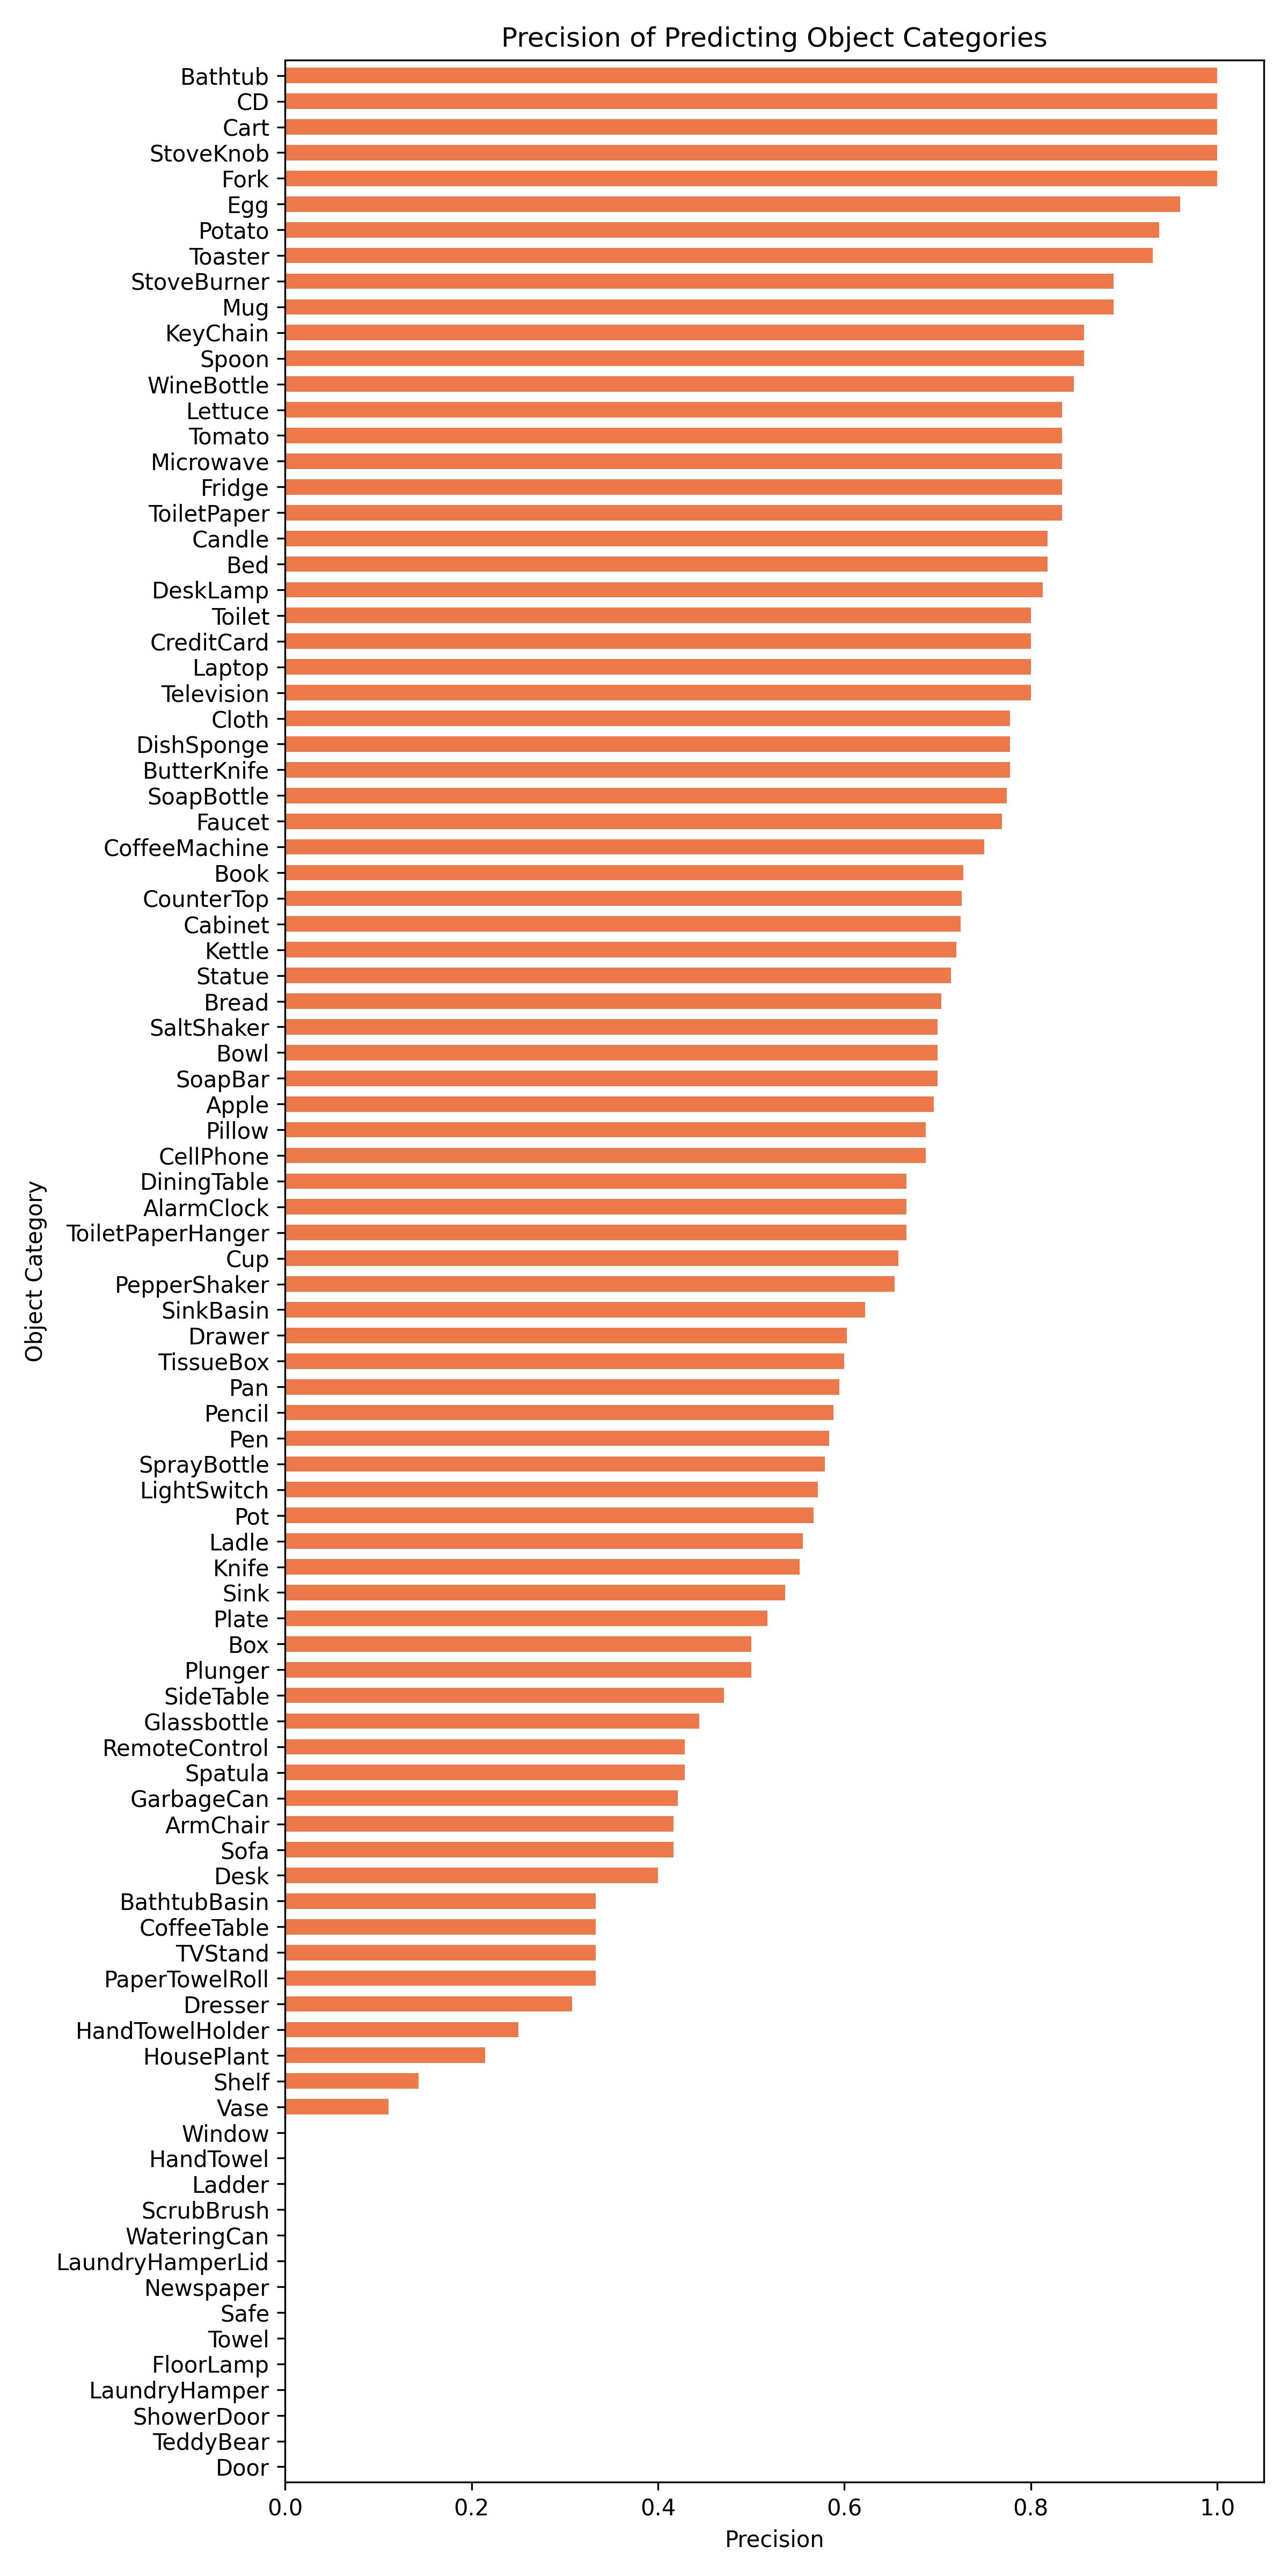 Precision of Predicting Object Categories
Bathtub
CD
Cart
StoveKnob
Fork
Egg
Potato
Toaster
StoveBurner
Mug
KeyChain
Spoon
WineBottle
Lettuce
Tomato
Microwave
Fridge
ToiletPaper
Candle
Bed
DeskLamp
Toilet
CreditCard
Laptop
Television
Cloth
DishSponge
ButterKnife
SoapBottle
Faucet
CoffeeMachine
Book
CounterTop
Cabinet
Kettle
Statue
Bread
SaltShaker
Bowl
SoapBar
Apple
Pillow
CellPhone
DiningTable
AlarmClock
ToiletPaperHanger
Cup
PepperShaker
SinkBasin
Drawer
TissueBox
Pan
Pencil
Pen
SprayBottle
LightSwitch
Pot
Ladle
Knife
Sink
Plate
Box
Plunger
SideTable
Glassbottle
RemoteControl
Spatula
GarbageCan
ArmChair
Sofa
Desk
BathtubBasin
CoffeeTable
TVStand
PaperTowelRoll
Dresser
HandTowelHolder
HousePlant
Shelf
Vase
Window
HandTowel
Ladder
ScrubBrush
WateringCan
LaundryHamperLid
Newspaper
Safe
Towel
FloorLamp
LaundryHamper
ShowerDoor
TeddyBear
Door
Object Category
0.0 0.2 0.4 0.6 0.8 1.0
Precision